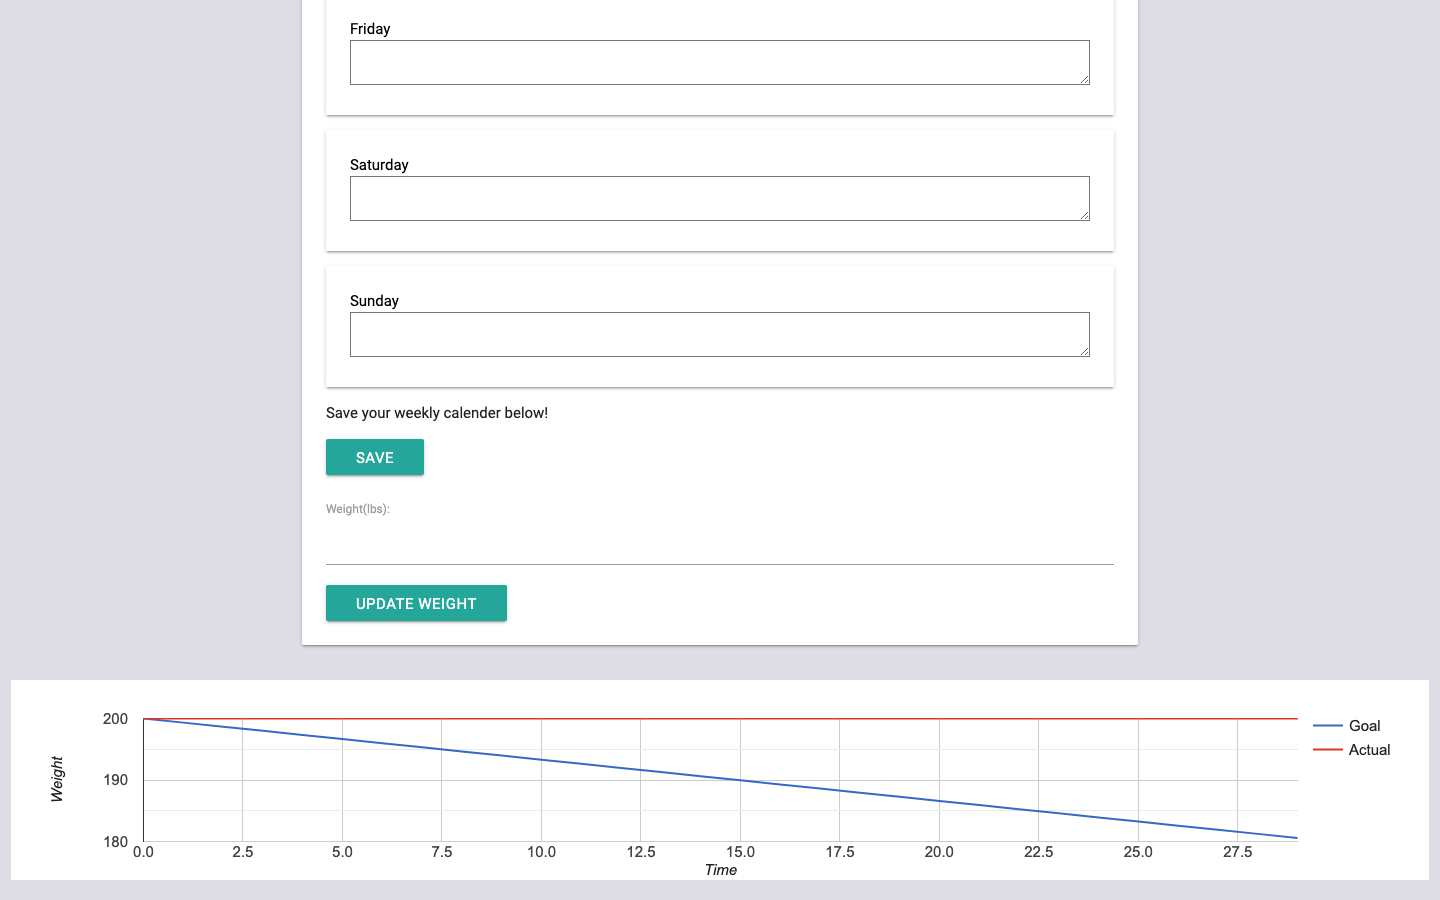 Friday
Saturday
Sunday
Save your weekly calender below!
SAVE
Weight(lbs):
UPDATE WEIGHT
Weight
200
190
180
0.0 2.5 5.0 7.5 10.0 12.5 15.0 17.5 20.0 22.5 25.0 27.5
Time
Goal
Actual